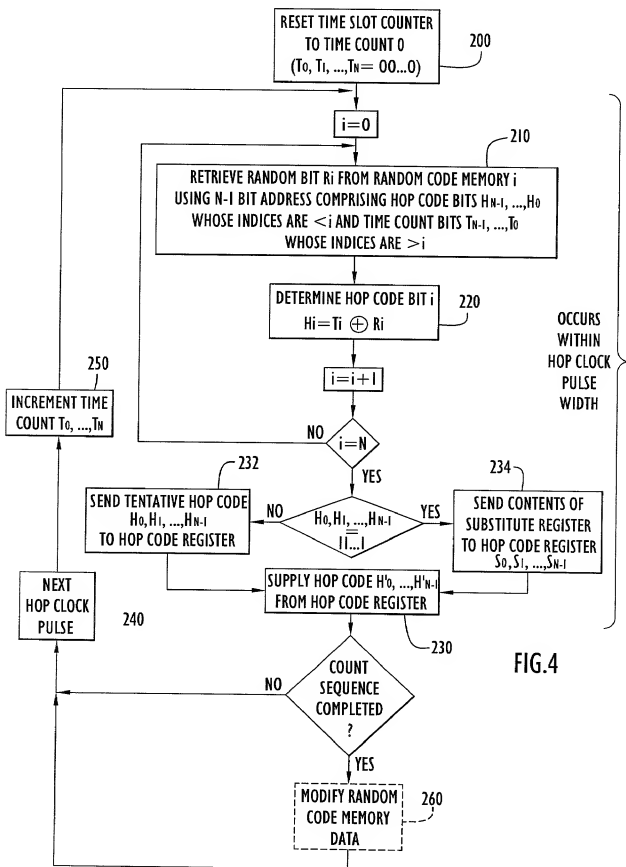 RESET TIME SLOT COUNTER
TO TIME COUNT 0
(T0, T1, ...,TN= 00...0)
200
i=0
210
RETRIEVE RANDOM BIT Ri FROM RANDOM CODE MEMORY i
USING N-1 BIT ADDRESS COMPRISING HOP CODE BITS HN-1, ...,H0
WHOSE INDICES ARE <i AND TIME COUNT BITS TN-1, ...,T0
WHOSE INDICES ARE >i
DETERMINE HOP CODE BIT i
Hi=Ti ⊕ Ri
220
OCCURS
WITHIN
HOP CLOCK
PULSE
WIDTH
i=i+1
250
INCREMENT TIME
COUNT T0, ...,TN
NO
i=N
YES
232
SEND TENTATIVE HOP CODE
H0,H1, ...,HN-1
TO HOP CODE REGISTER
NO
H0,H1, ...,HN-1
=
11...1
YES
234
SEND CONTENTS OF
SUBSTITUTE REGISTER
TO HOP CODE REGISTER
S0,S1, ...,SN-1
NEXT
HOP CLOCK
PULSE
240
SUPPLY HOP CODE H'0, ...,H'N-1
FROM HOP CODE REGISTER
230
FIG.4
NO
COUNT
SEQUENCE
COMPLETED
?
YES
MODIFY RANDOM
CODE MEMORY
DATA
260